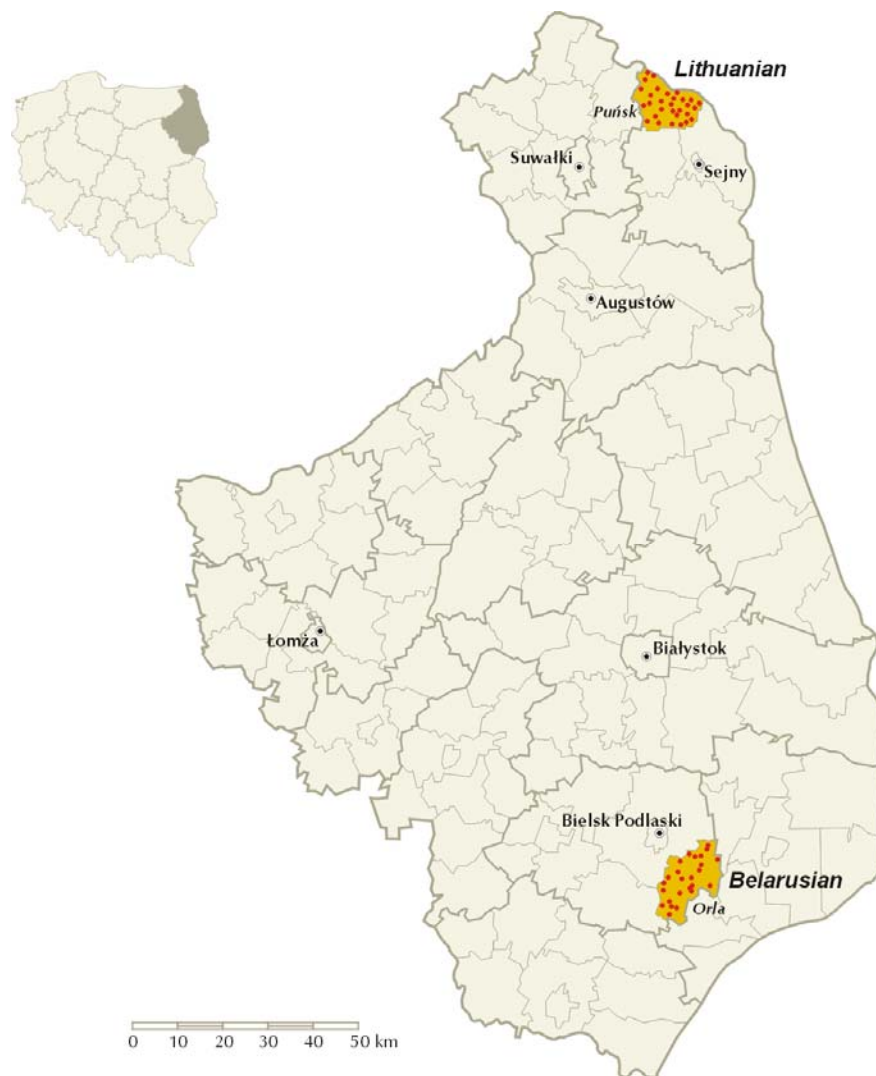 Lithuanian
Puńsk
Suwałki
Sejny
Augustów
Łomża
Białystok
Bielsk Podlaski
Belarusian
Orla
0 10 20 30 40 50 km